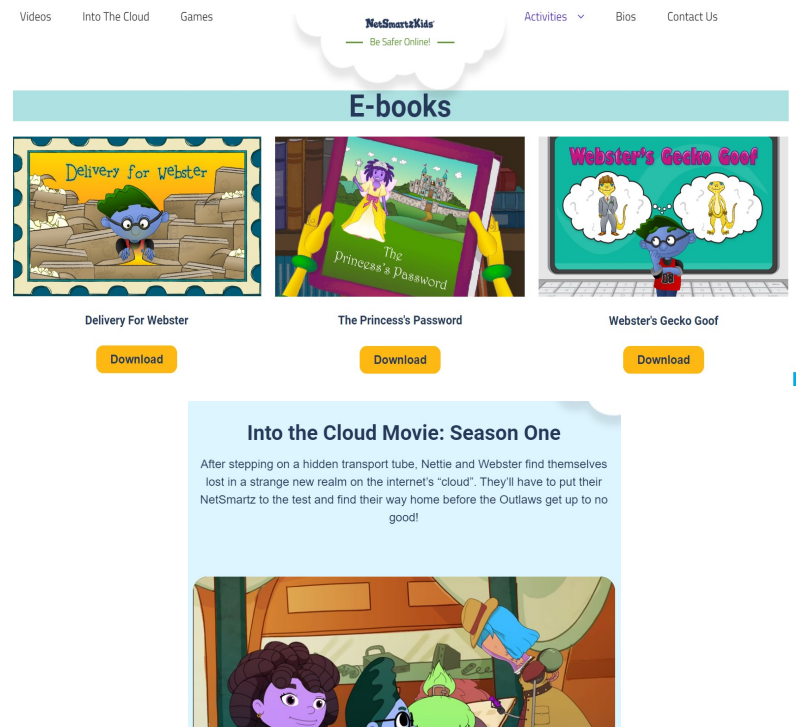 Videos Into The Cloud Games Activities Bios Contact Us
NetSmartzKids
Be Safer Online!
E-books
Delivery for Webster
The
Princess's Password
Webster's Gecko Goof
Delivery For Webster The Princess's Password Webster's Gecko Goof
Download Download Download
Into the Cloud Movie: Season One
After stepping on a hidden transport tube, Nettie and Webster find themselves
lost in a strange new realm on the internet's “cloud”. They’ll have to put their
NetSmartz to the test and find their way home before the Outlaws get up to no
good!